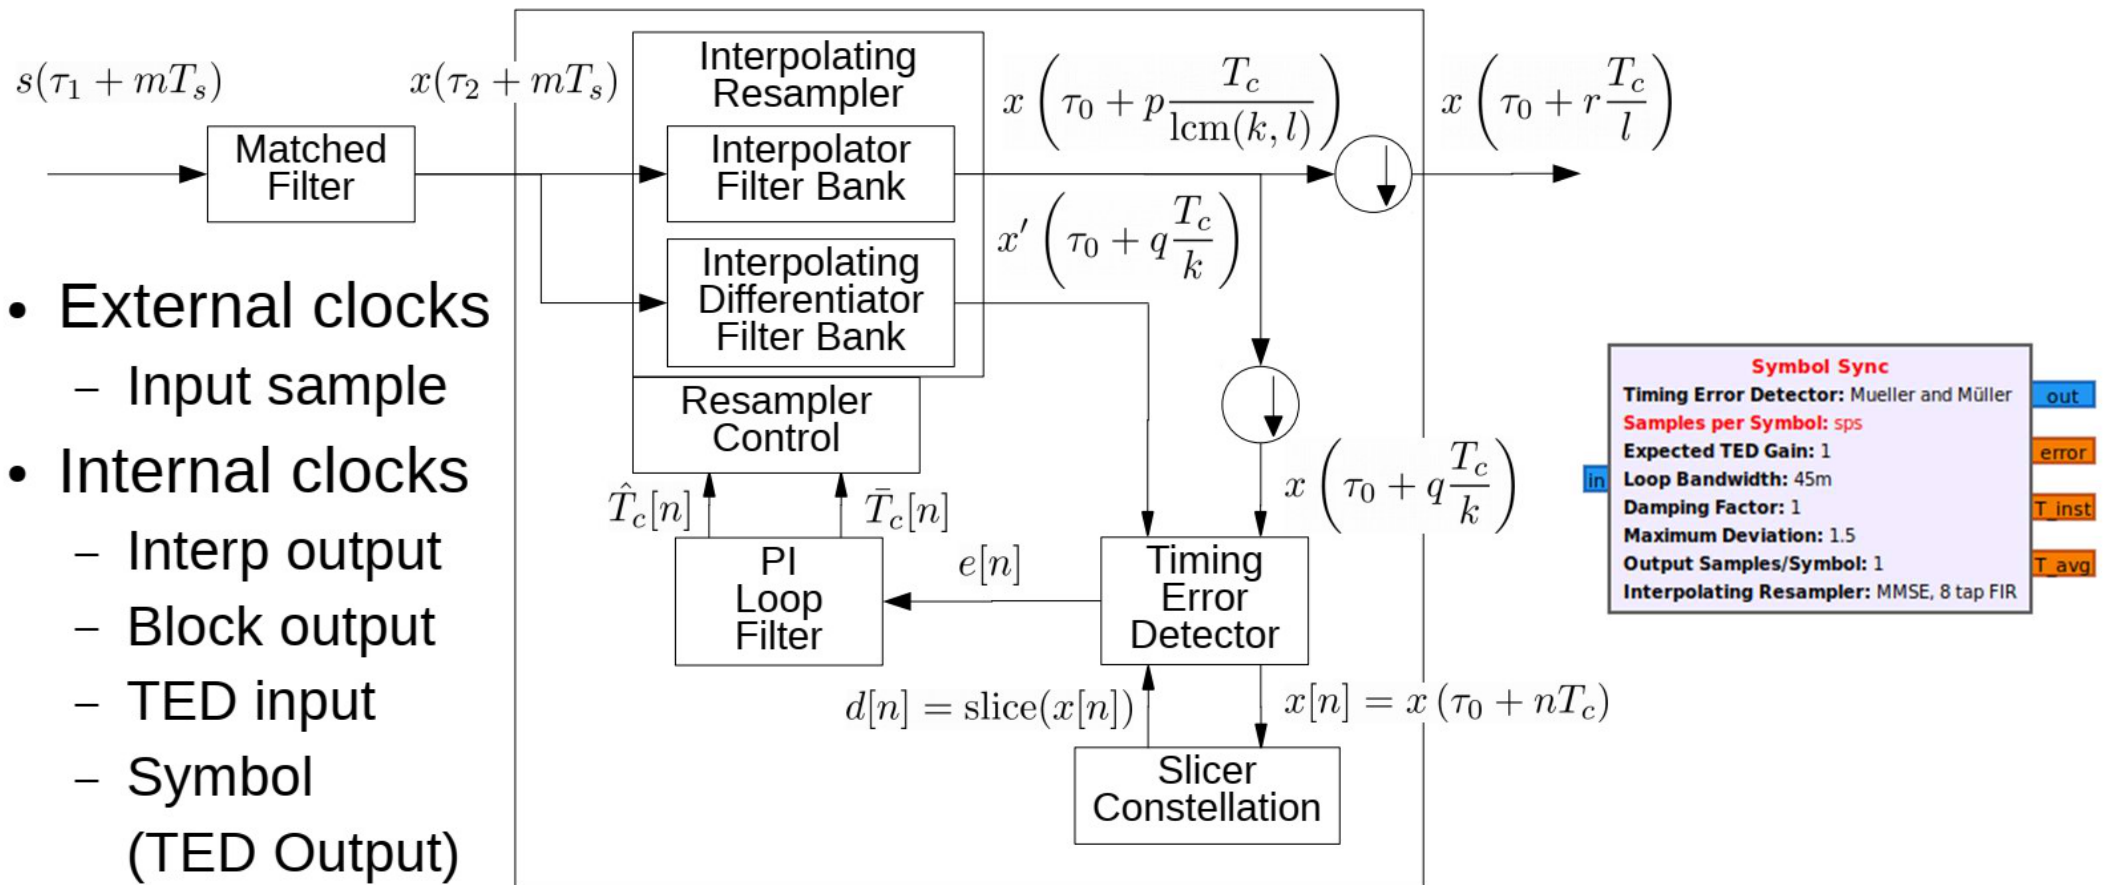 s(τ₁ + mTₛ)
x(τ₂ + mTₛ)
Matched
Filter
Interpolating
Resampler
Interpolator
Filter Bank
Interpolating
Differentiator
Filter Bank
Resampler
Control
x(τ₀ + p T_c/lcm(k, l))
x(τ₀ + r T_c/l)
x′(τ₀ + q T_c/k)
x(τ₀ + q T_c/k)
T̂_c[n]
T̄_c[n]
PI
Loop
Filter
e[n]
Timing
Error
Detector
d[n] = slice(x[n])
x[n] = x(τ₀ + nT_c)
Slicer
Constellation
• External clocks
– Input sample
• Internal clocks
– Interp output
– Block output
– TED input
– Symbol
(TED Output)
Symbol Sync
Timing Error Detector: Mueller and Müller
Samples per Symbol: sps
Expected TED Gain: 1
Loop Bandwidth: 45m
Damping Factor: 1
Maximum Deviation: 1.5
Output Samples/Symbol: 1
Interpolating Resampler: MMSE, 8 tap FIR
in
out
error
T_inst
T_avg